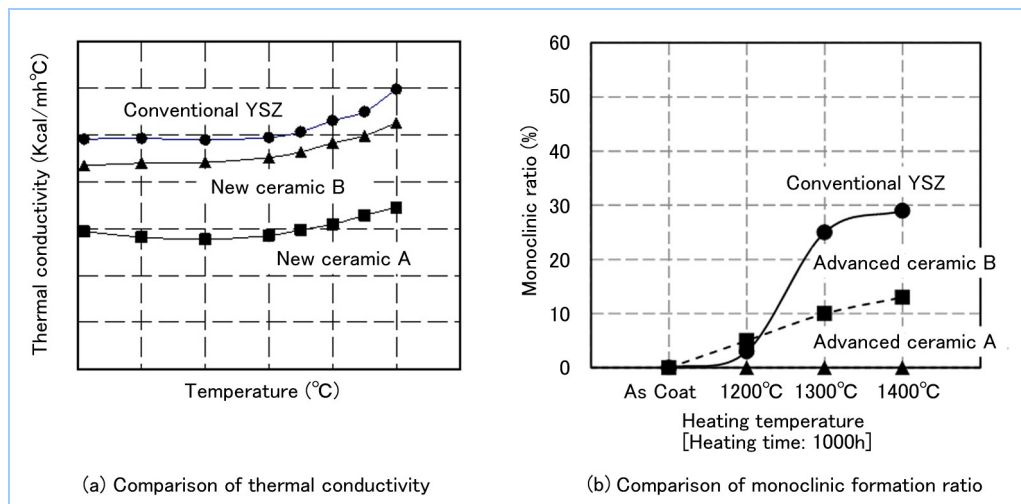 Thermal conductivity (Kcal/mh℃)
Conventional YSZ
New ceramic B
New ceramic A
Temperature (℃)
(a) Comparison of thermal conductivity
Monoclinic ratio (%)
60
50
40
30
20
10
0
Conventional YSZ
Advanced ceramic B
Advanced ceramic A
As Coat 1200℃ 1300℃ 1400℃
Heating temperature
[Heating time: 1000h]
(b) Comparison of monoclinic formation ratio